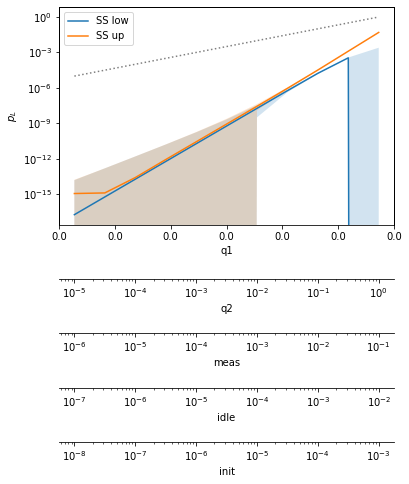 10^0
SS low
SS up
10^-3
10^-6
p_L
10^-9
10^-12
10^-15
0.0 0.0 0.0 0.0 0.0 0.0 0.0
q1
10^-5 10^-4 10^-3 10^-2 10^-1 10^0
q2
10^-6 10^-5 10^-4 10^-3 10^-2 10^-1
meas
10^-7 10^-6 10^-5 10^-4 10^-3 10^-2
idle
10^-8 10^-7 10^-6 10^-5 10^-4 10^-3
init